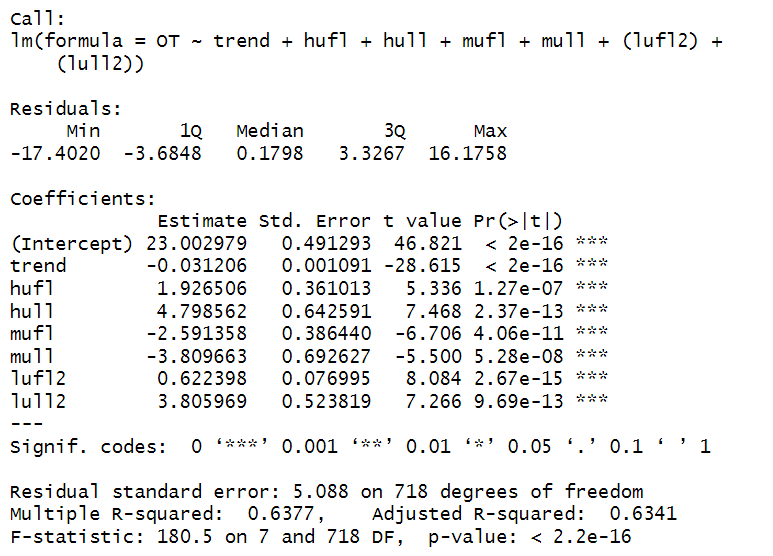 Call:
lm(formula = OT ~ trend + hufl + hull + mufl + mull + (lufl2) +
    (lull2))

Residuals:
     Min       1Q   Median       3Q      Max
-17.4020  -3.6848   0.1798   3.3267  16.1758

Coefficients:
             Estimate Std. Error t value Pr(>|t|)
(Intercept) 23.002979   0.491293  46.821  < 2e-16 ***
trend       -0.031206   0.001091 -28.615  < 2e-16 ***
hufl         1.926506   0.361013   5.336 1.27e-07 ***
hull         4.798562   0.642591   7.468 2.37e-13 ***
mufl        -2.591358   0.386440  -6.706 4.06e-11 ***
mull        -3.809663   0.692627  -5.500 5.28e-08 ***
lufl2        0.622398   0.076995   8.084 2.67e-15 ***
lull2        3.805969   0.523819   7.266 9.69e-13 ***
---
Signif. codes:  0 ‘***’ 0.001 ‘**’ 0.01 ‘*’ 0.05 ‘.’ 0.1 ‘ ’ 1

Residual standard error: 5.088 on 718 degrees of freedom
Multiple R-squared:  0.6377,    Adjusted R-squared:  0.6341
F-statistic: 180.5 on 7 and 718 DF,  p-value: < 2.2e-16